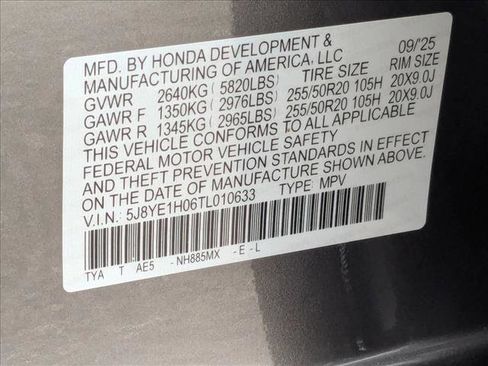 MFD. BY HONDA DEVELOPMENT & 09/'25
MANUFACTURING OF AMERICA, LLC
TIRE SIZE RIM SIZE
GVWR 2640KG (5820LBS)
GAWR F 1350KG (2976LBS) 255/50R20 105H 20X9.0J
GAWR R 1345KG (2965LBS) 255/50R20 105H 20X9.0J
THIS VEHICLE CONFORMS TO ALL APPLICABLE
FEDERAL MOTOR VEHICLE SAFETY
AND THEFT PREVENTION STANDARDS IN EFFECT
ON THE DATE OF MANUFACTURE SHOWN ABOVE.
V.I.N.: 5J8YE1H06TL010633 TYPE: MPV
TYA T AE5 -NH885MX -E-L